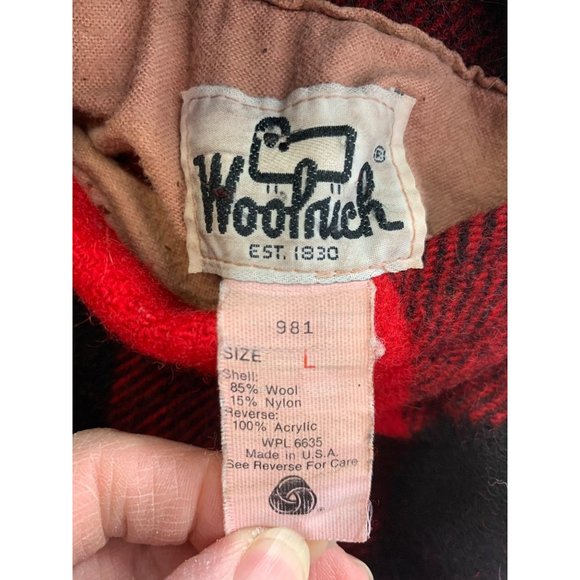 Woolrich
®
EST. 1830
981
SIZE L
Shell:
85% Wool
15% Nylon
Reverse:
100% Acrylic
WPL 6635
Made in U.S.A.
See Reverse For Care
®